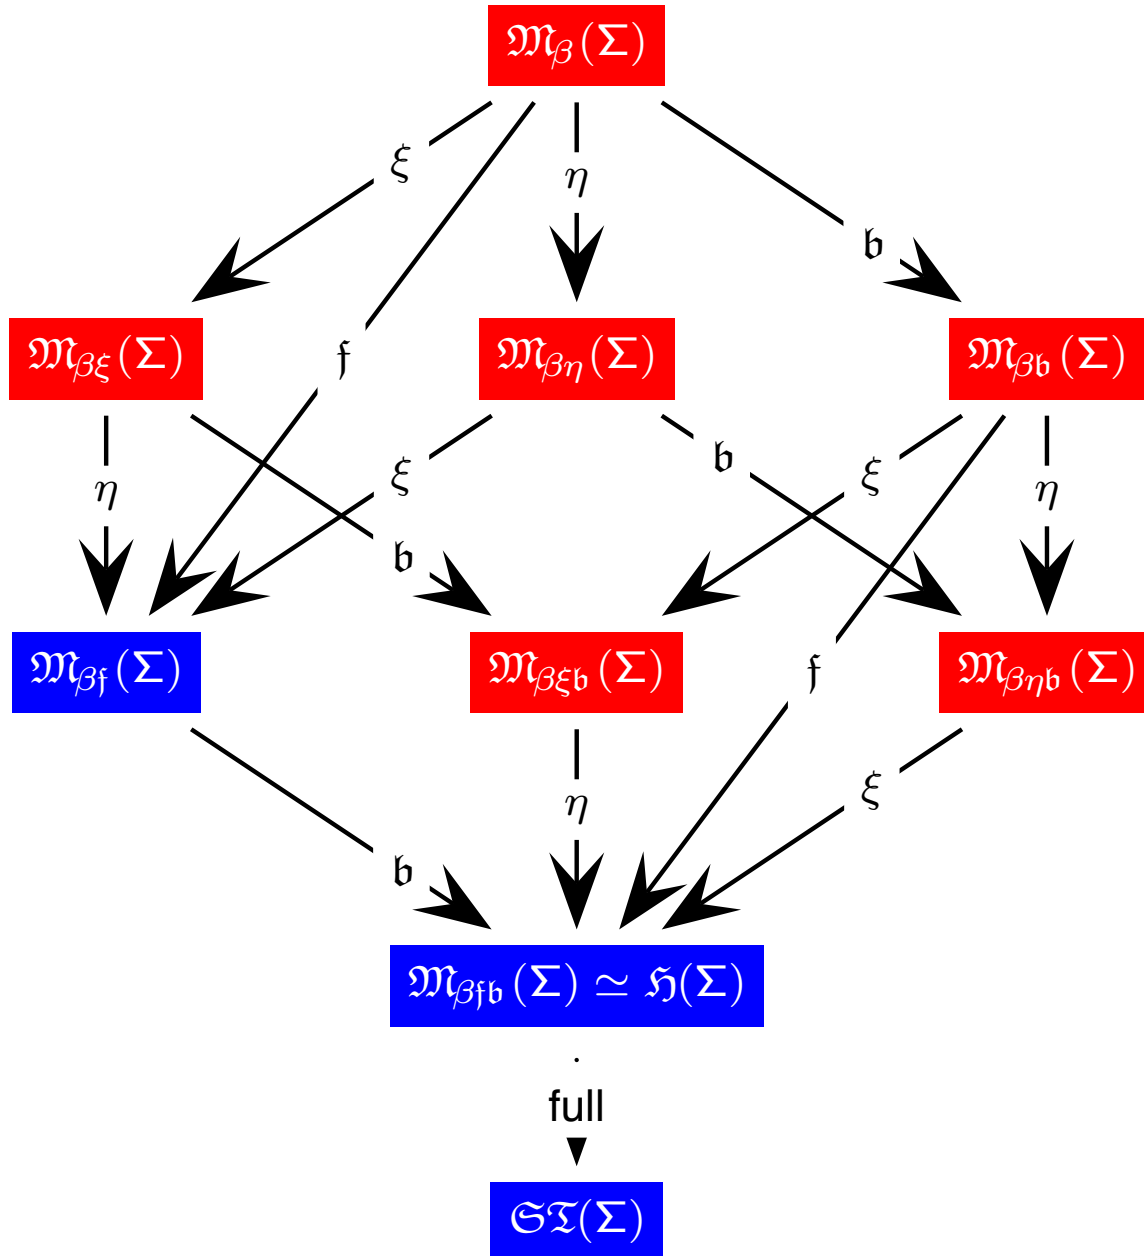 𝔐β(Σ)
ξ
η
𝔟
𝔐βξ(Σ)
𝔣
𝔐βη(Σ)
𝔐β𝔟(Σ)
η
ξ
𝔟
ξ
η
𝔟
𝔐β𝔣(Σ)
𝔐βξ𝔟(Σ)
𝔣
𝔐βη𝔟(Σ)
𝔟
η
ξ
𝔐β𝔣𝔟(Σ) ≃ ℌ(Σ)
full
𝔖𝔗(Σ)